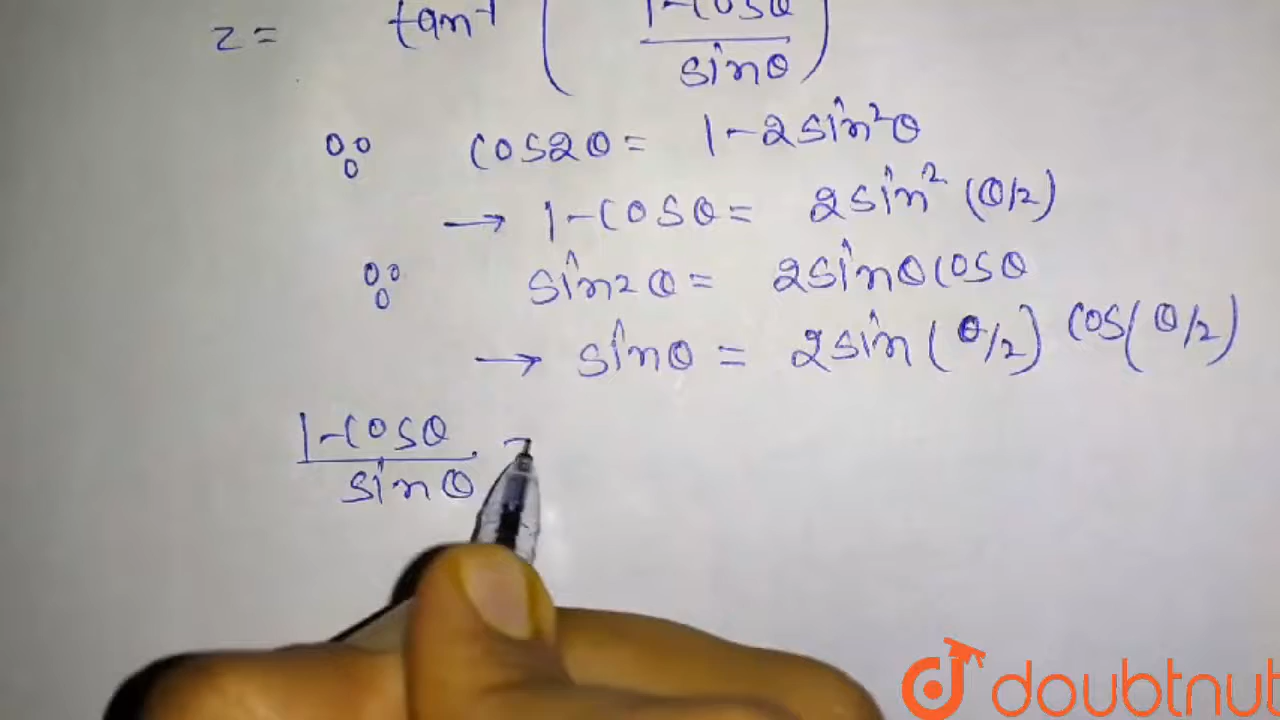 z = tan⁻¹ ( 1-cosθ / sinθ )
∵ cos2θ = 1-2sin²θ
→ 1-cosθ = 2sin² (θ/2)
∵ sin2θ = 2sinθcosθ
→ sinθ = 2sin(θ/2) cos(θ/2)
1-cosθ / sinθ =
doubtnut